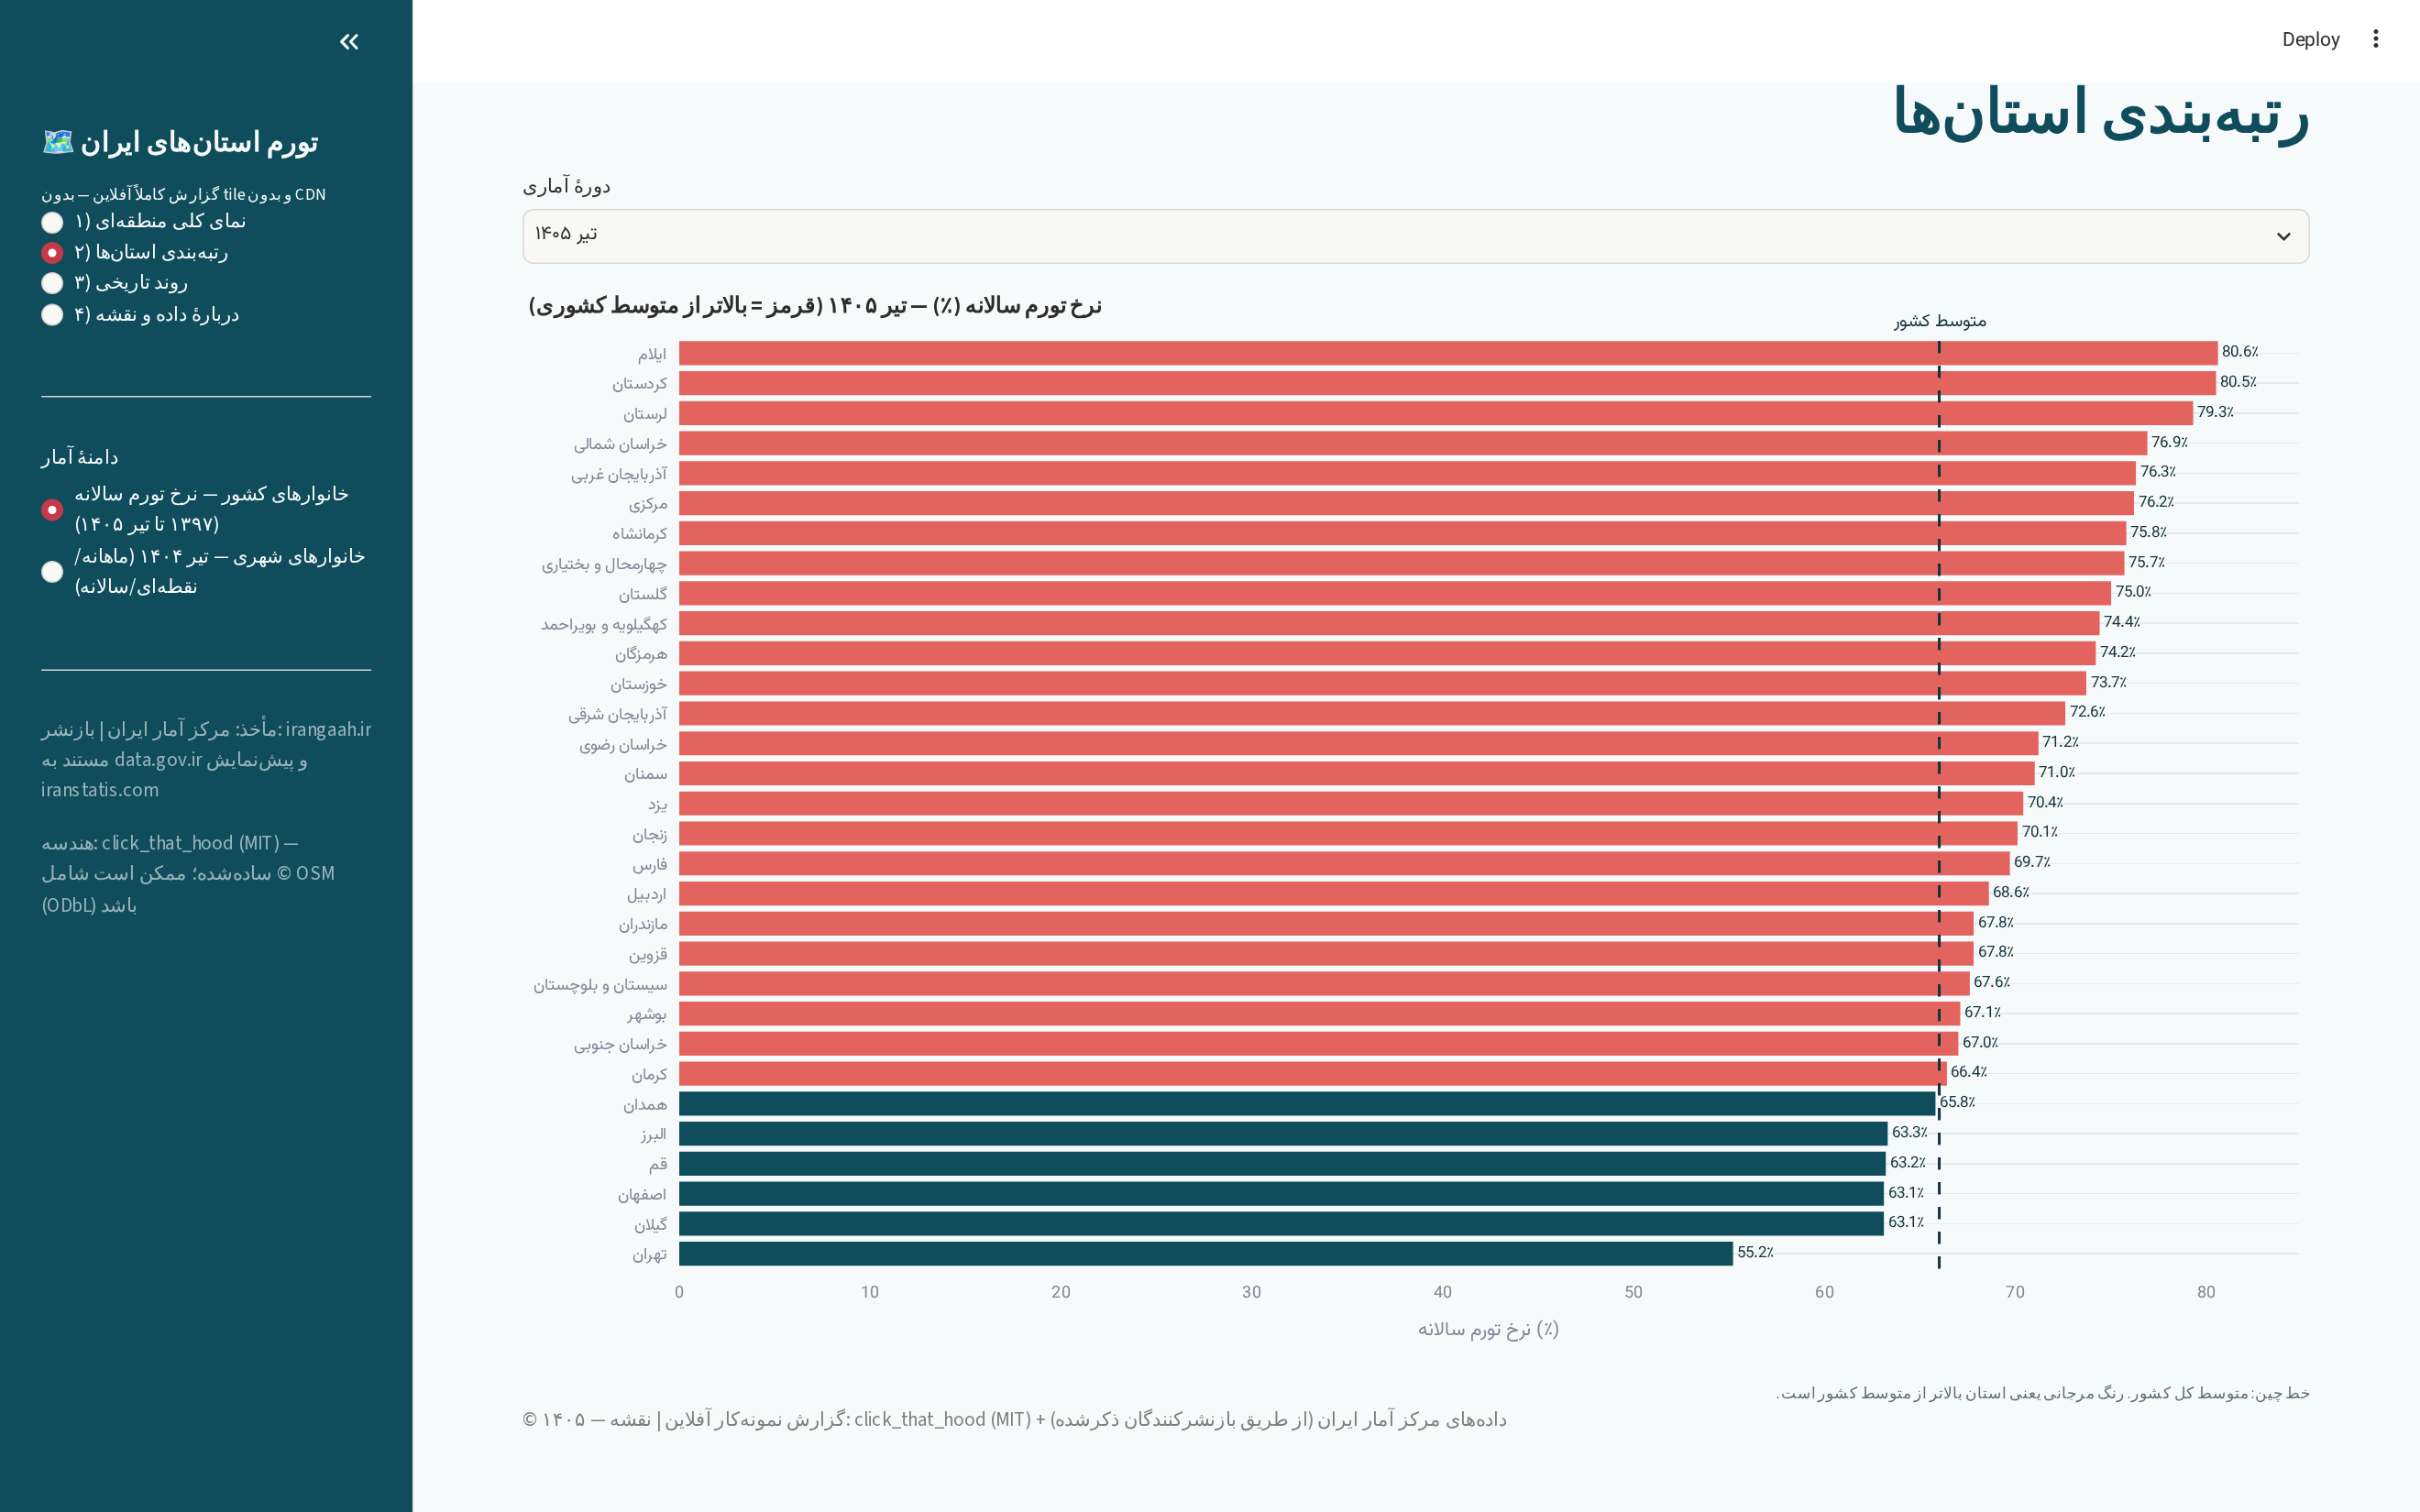 Deploy
🗺️ تورم استان‌های ایران
گزارش کاملاً آفلاین — بدون tile و بدون CDN
۱) نمای کلی منطقه‌ای
۲) رتبه‌بندی استان‌ها
۳) روند تاریخی
۴) دربارهٔ داده و نقشه
دامنهٔ آمار
خانوارهای کشور — نرخ تورم سالانه
(۱۳۹۷ تا تیر ۱۴۰۵)
خانوارهای شهری — تیر ۱۴۰۴ (ماهانه/
نقطه‌ای/سالانه)
مأخذ: مرکز آمار ایران | بازنشر: irangaah.ir
مستند به data.gov.ir و پیش‌نمایش
iranstatis.com
هندسه: click_that_hood (MIT) —
ساده‌شده؛ ممکن است شامل © OSM
(ODbL) باشد
رتبه‌بندی استان‌ها
دورهٔ آماری
تیر ۱۴۰۵
نرخ تورم سالانه (٪) — تیر ۱۴۰۵ (قرمز = بالاتر از متوسط کشوری)
متوسط کشور
ایلام 80.6٪
کردستان 80.5٪
لرستان 79.3٪
خراسان شمالی 76.9٪
آذربایجان غربی 76.3٪
مرکزی 76.2٪
کرمانشاه 75.8٪
چهارمحال و بختیاری 75.7٪
گلستان 75.0٪
کهگیلویه و بویراحمد 74.4٪
هرمزگان 74.2٪
خوزستان 73.7٪
آذربایجان شرقی 72.6٪
خراسان رضوی 71.2٪
سمنان 71.0٪
یزد 70.4٪
زنجان 70.1٪
فارس 69.7٪
اردبیل 68.6٪
مازندران 67.8٪
قزوین 67.8٪
سیستان و بلوچستان 67.6٪
بوشهر 67.1٪
خراسان جنوبی 67.0٪
کرمان 66.4٪
همدان 65.8٪
البرز 63.3٪
قم 63.2٪
اصفهان 63.1٪
گیلان 63.1٪
تهران 55.2٪
0 10 20 30 40 50 60 70 80
نرخ تورم سالانه (٪)
خط چین: متوسط کل کشور. رنگ مرجانی یعنی استان بالاتر از متوسط کشور است.
© ۱۴۰۵ — گزارش نمونه‌کار آفلاین | نقشه: click_that_hood (MIT) + داده‌های مرکز آمار ایران (از طریق بازنشرکنندگان ذکرشده)